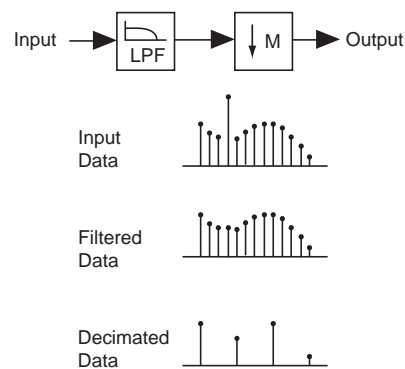 Input
LPF
↓ M
Output
Input
Data
Filtered
Data
Decimated
Data